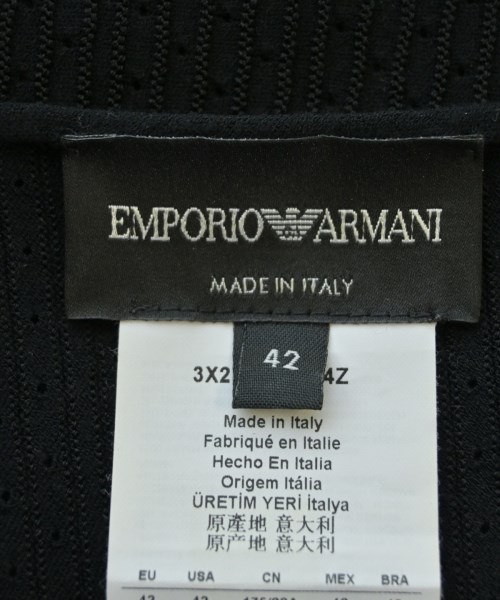 EMPORIO ARMANI
MADE IN ITALY
42
3X2 4Z
Made in Italy
Fabriqué en Italie
Hecho En Italia
Origem Itália
ÜRETİM YERİ İtalya
原產地 意大利
原产地 意大利
EU USA CN MEX BRA